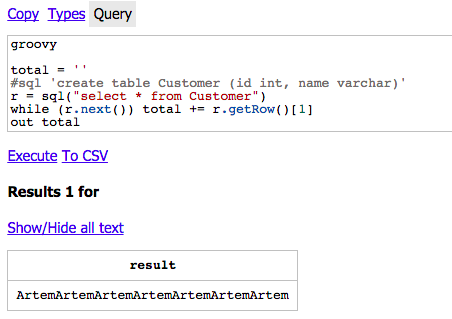 Copy Types Query
groovy
total = ''
#sql 'create table Customer (id int, name varchar)'
r = sql("select * from Customer")
while (r.next()) total += r.getRow()[1]
out total
Execute To CSV
Results 1 for
Show/Hide all text
result
ArtemArtemArtemArtemArtemArtemArtem